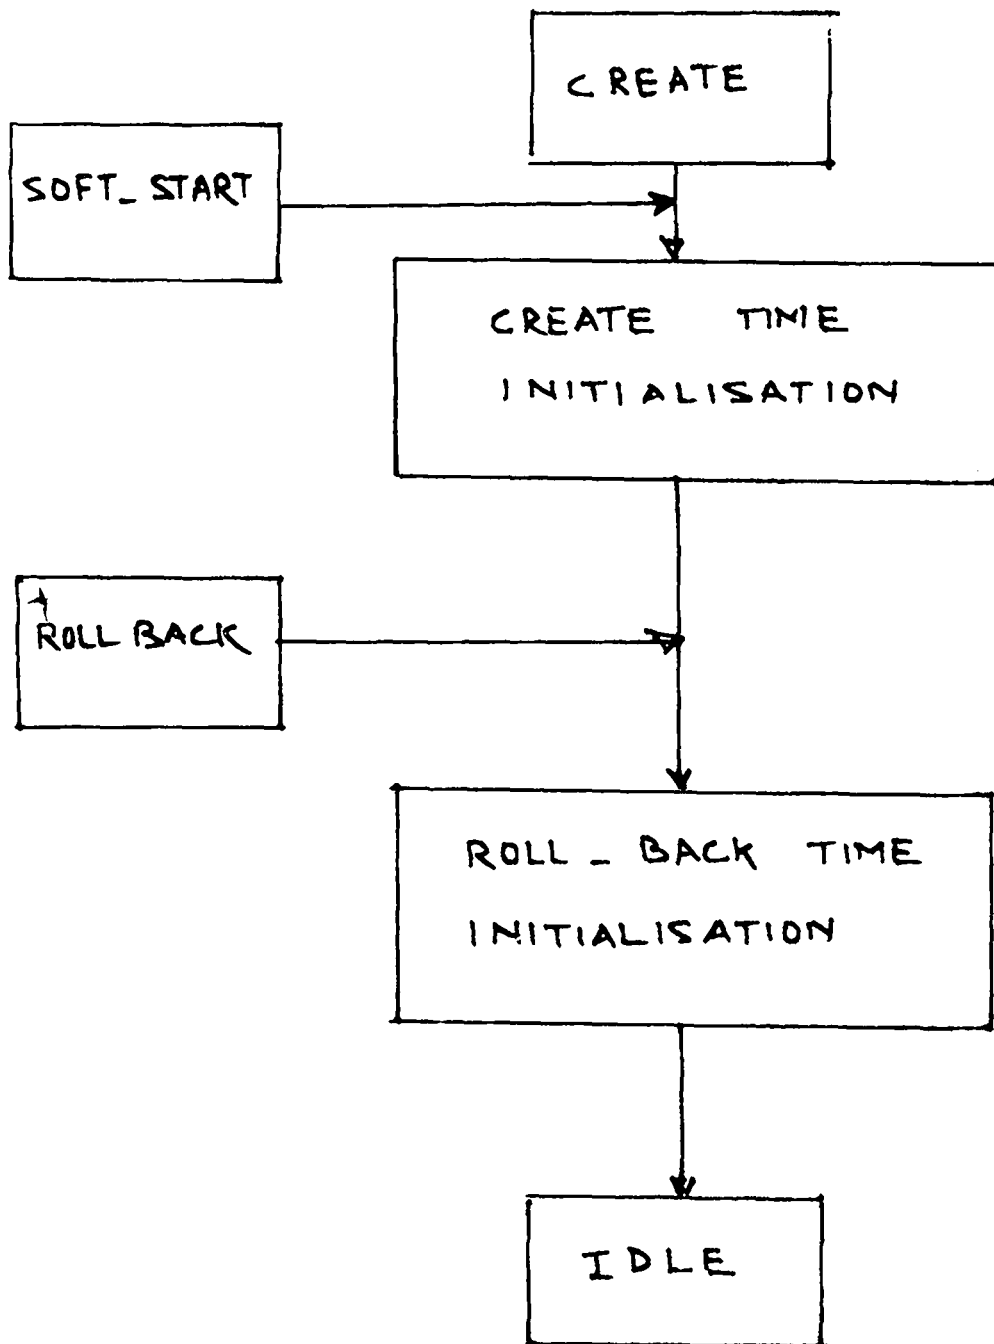 CREATE
SOFT_START
CREATE TIME
INITIALISATION
ROLL BACK
ROLL_BACK TIME
INITIALISATION
IDLE